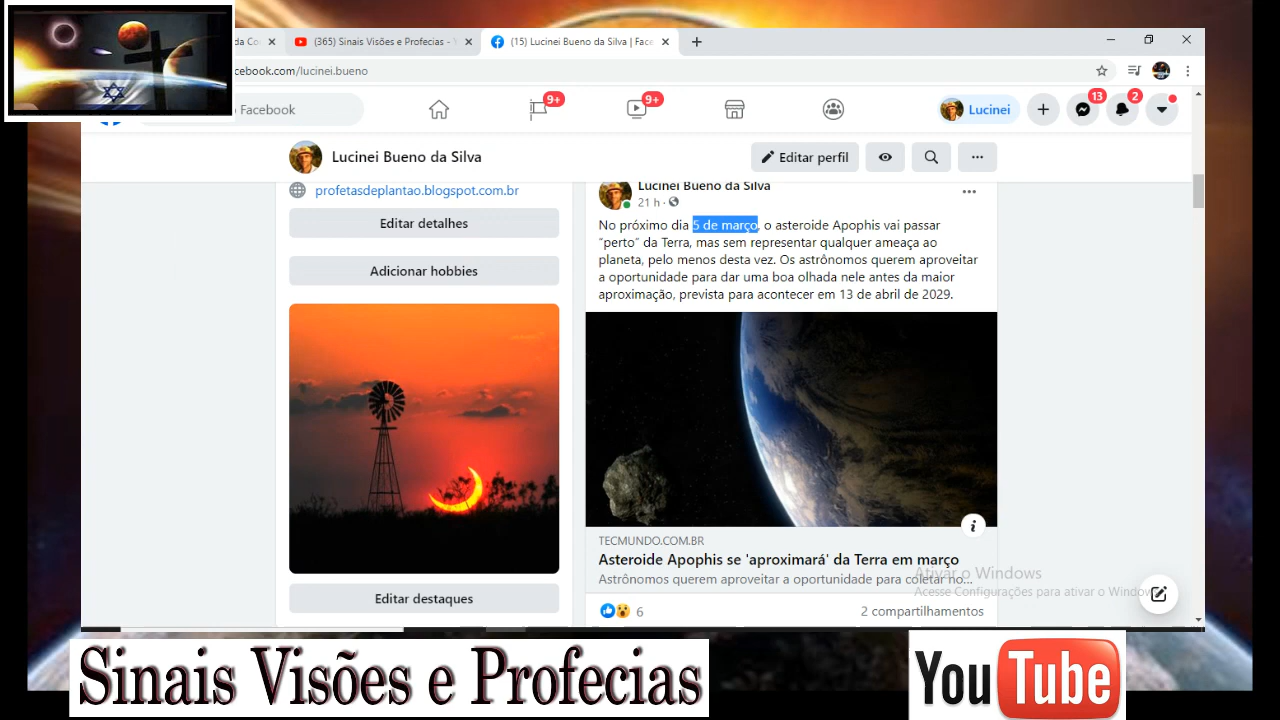 da Co
(365) Sinais Visões e Profecias -
(15) Lucinei Bueno da Silva | Face
cebook.com/lucinei.bueno
Facebook
9+
9+
Lucinei
13
2
Lucinei Bueno da Silva
Editar perfil
profetasdeplantao.blogspot.com.br
Editar detalhes
Adicionar hobbies
Editar destaques
Lucinei Bueno da Silva
21 h ·
No próximo dia 5 de março, o asteroide Apophis vai passar
"perto" da Terra, mas sem representar qualquer ameaça ao
planeta, pelo menos desta vez. Os astrônomos querem aproveitar
a oportunidade para dar uma boa olhada nele antes da maior
aproximação, prevista para acontecer em 13 de abril de 2029.
TECMUNDO.COM.BR
Asteroide Apophis se 'aproximará' da Terra em março
Astrônomos querem aproveitar a oportunidade para coletar no...
Ativar o Windows
Acesse Configurações para ativar o Window
6
2 compartilhamentos
Sinais Visões e Profecias
YouTube